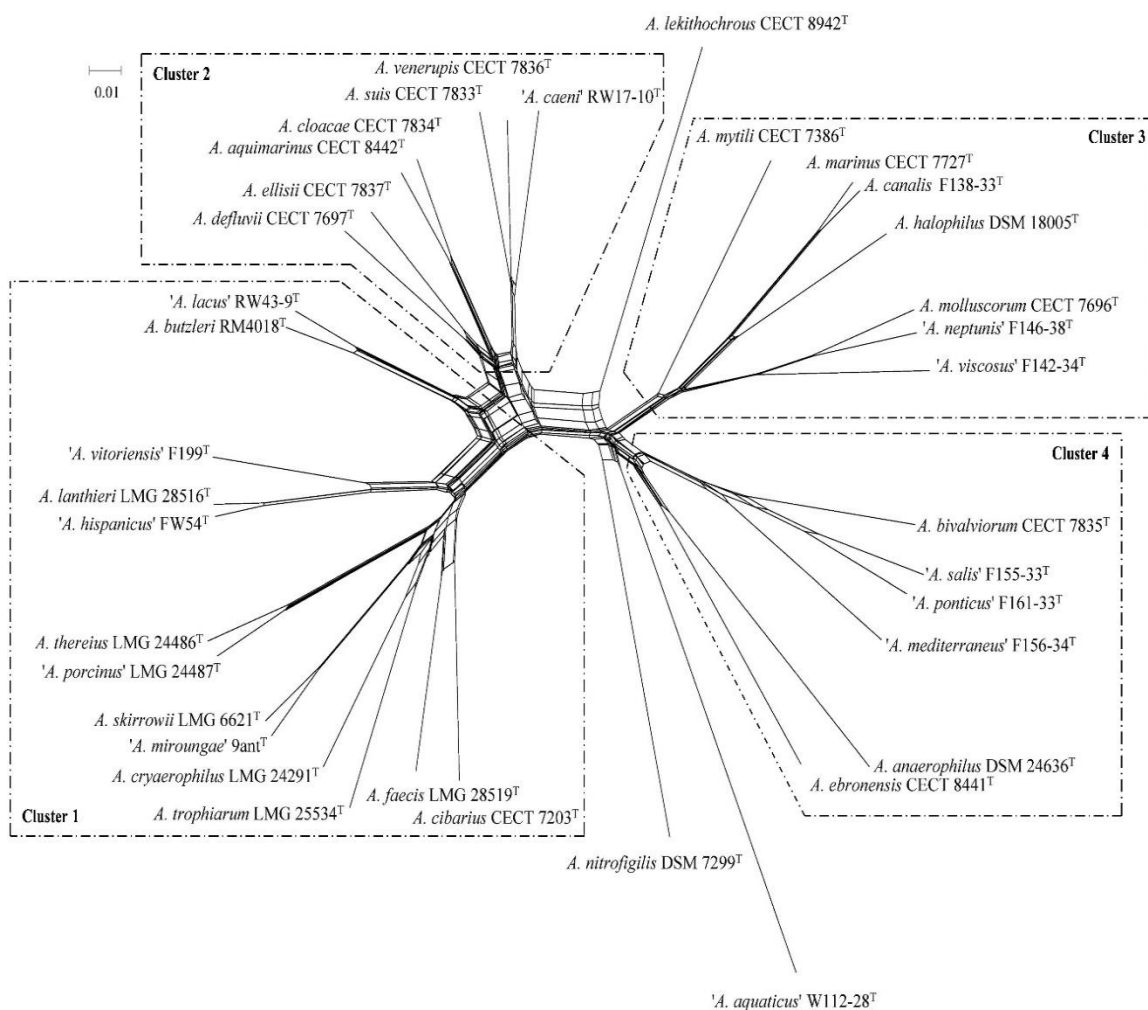 A. lekithochrous CECT 8942ᵀ
Cluster 2
0.01
A. venerupis CECT 7836ᵀ
A. suis CECT 7833ᵀ
'A. caeni' RW17-10ᵀ
A. cloacae CECT 7834ᵀ
A. aquimarinus CECT 8442ᵀ
A. ellisii CECT 7837ᵀ
A. defluvii CECT 7697ᵀ
Cluster 3
A. mytili CECT 7386ᵀ
A. marinus CECT 7727ᵀ
A. canalis F138-33ᵀ
A. halophilus DSM 18005ᵀ
A. molluscorum CECT 7696ᵀ
'A. neptunis' F146-38ᵀ
'A. viscosus' F142-34ᵀ
'A. lacus' RW43-9ᵀ
A. butzleri RM4018ᵀ
'A. vitoriensis' F199ᵀ
A. lanthieri LMG 28516ᵀ
'A. hispanicus' FW54ᵀ
A. thereius LMG 24486ᵀ
'A. porcinus' LMG 24487ᵀ
A. skirrowii LMG 6621ᵀ
'A. miroungae' 9antᵀ
A. cryaerophilus LMG 24291ᵀ
A. trophiarum LMG 25534ᵀ
A. faecis LMG 28519ᵀ
A. cibarius CECT 7203ᵀ
Cluster 1
Cluster 4
A. bivalviorum CECT 7835ᵀ
'A. salis' F155-33ᵀ
'A. ponticus' F161-33ᵀ
'A. mediterraneus' F156-34ᵀ
A. anaerophilus DSM 24636ᵀ
A. ebronensis CECT 8441ᵀ
A. nitrofigilis DSM 7299ᵀ
'A. aquaticus' W112-28ᵀ